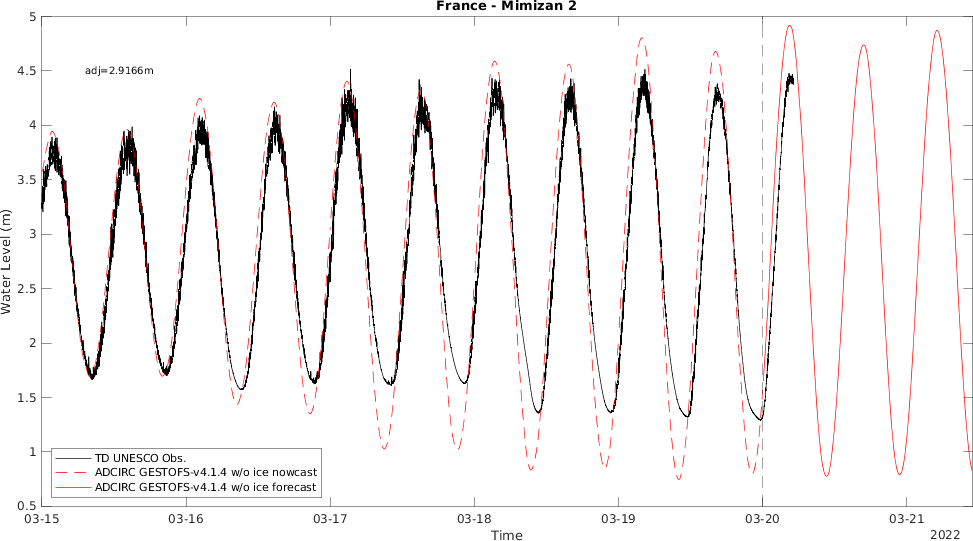 France - Mimizan 2
adj=2.9166m
Water Level (m)
5
4.5
4
3.5
3
2.5
2
1.5
1
0.5
TD UNESCO Obs.
ADCIRC GESTOFS-v4.1.4 w/o ice nowcast
ADCIRC GESTOFS-v4.1.4 w/o ice forecast
03-15 03-16 03-17 03-18 03-19 03-20 03-21
Time
2022